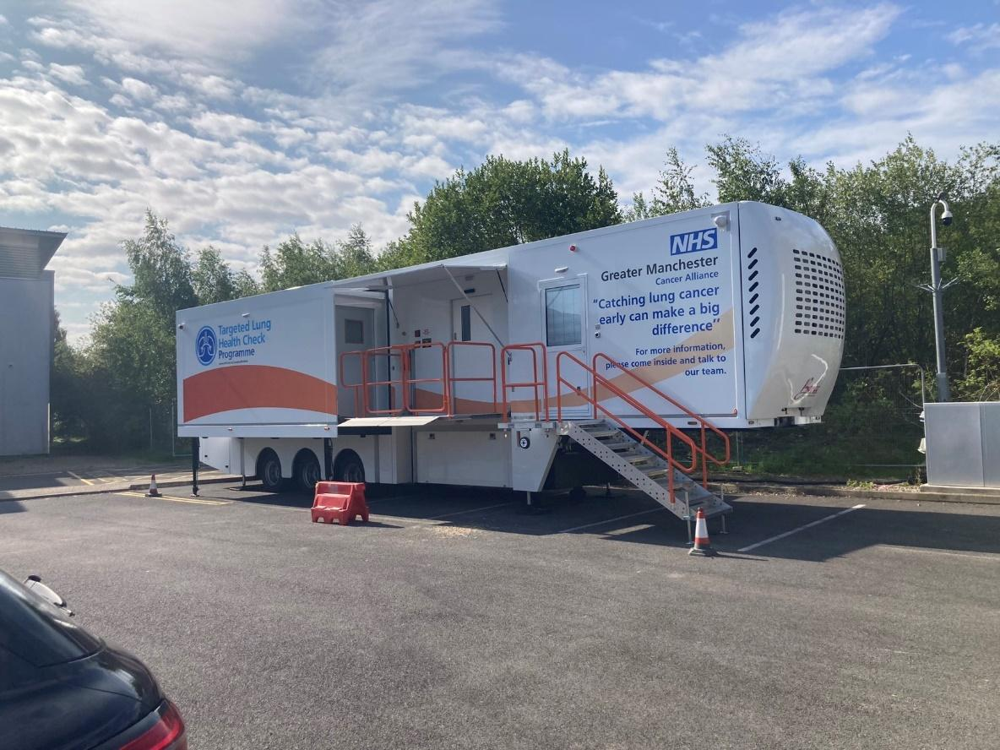 Targeted Lung
Health Check
Programme
NHS
Greater Manchester
Cancer Alliance
“Catching lung cancer
early can make a big
difference”
For more information,
please come inside and talk to
our team.